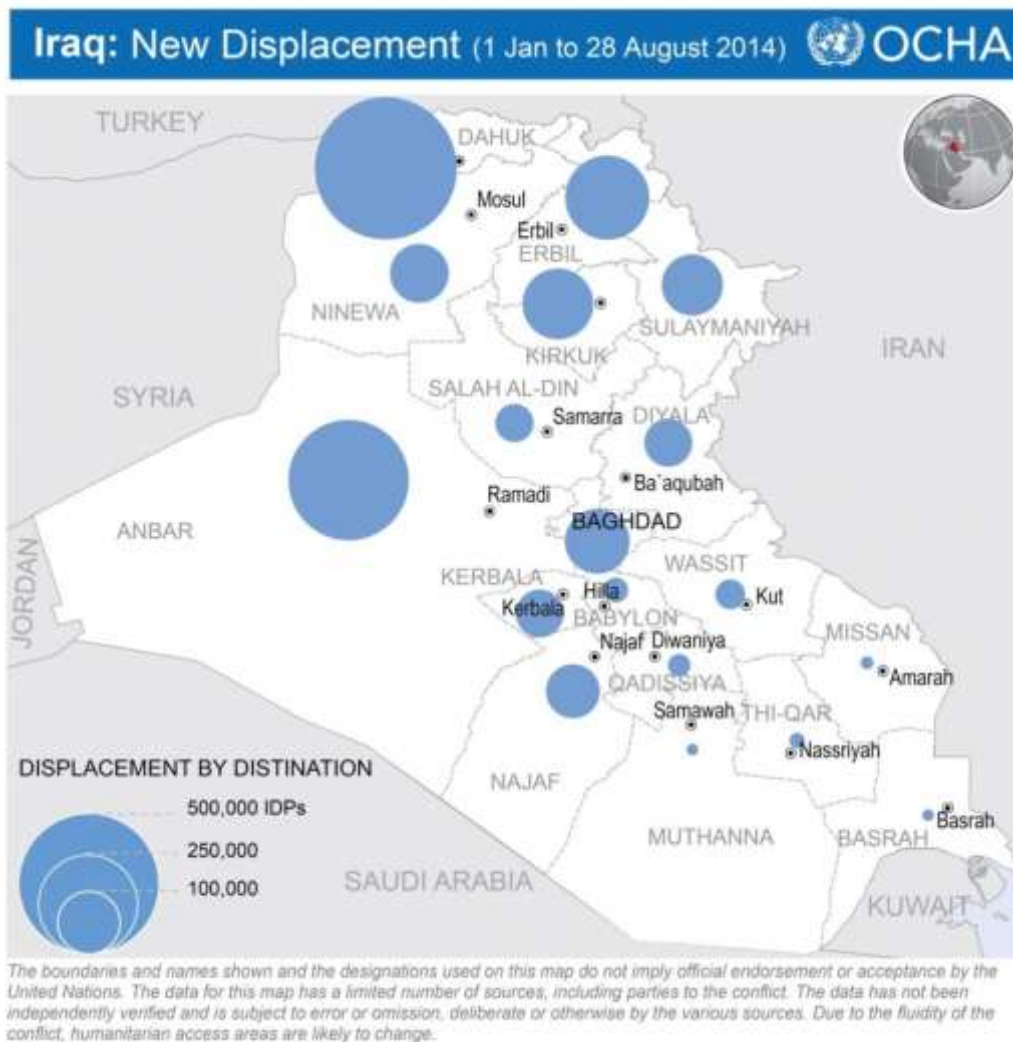 Iraq: New Displacement (1 Jan to 28 August 2014) OCHA
TURKEY
DAHUK
Mosul
Erbil
ERBIL
NINEWA
SULAYMANIYAH
KIRKUK
IRAN
SYRIA
SALAH AL-DIN
Samarra
DIYALA
Ramadi
Ba`aqubah
ANBAR
BAGHDAD
JORDAN
KERBALA
WASSIT
Hilla
Kerbala
Kut
BABYLON
MISSAN
Najaf
Diwaniya
Amarah
QADISSIYA
Samawah
THI-QAR
Nassriyah
DISPLACEMENT BY DISTINATION
NAJAF
500,000 IDPs
Basrah
MUTHANNA
BASRAH
250,000
100,000
SAUDI ARABIA
KUWAIT
The boundaries and names shown and the designations used on this map do not imply official endorsement or acceptance by the
United Nations. The data for this map has a limited number of sources, including parties to the conflict. The data has not been
independently verified and is subject to error or omission, deliberate or otherwise by the various sources. Due to the fluidity of the
conflict, humanitarian access areas are likely to change.